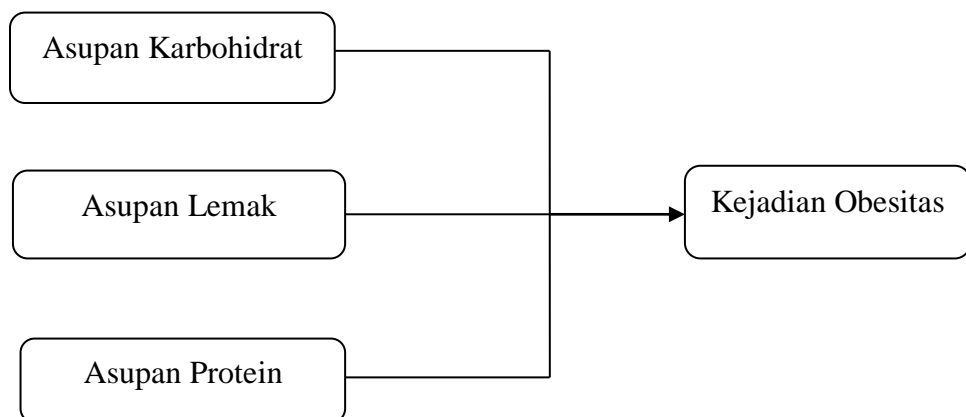 Asupan Karbohidrat
Asupan Lemak
Kejadian Obesitas
Asupan Protein